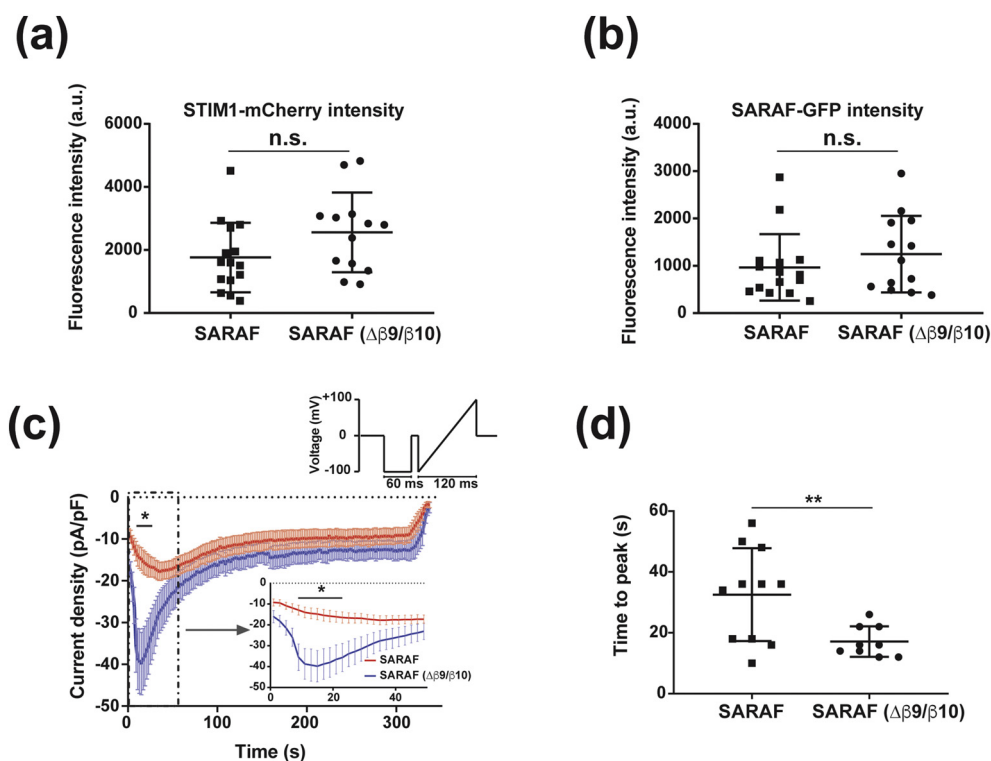 (a)
STIM1-mCherry intensity
n.s.
Fluorescence intensity (a.u.)
6000
4000
2000
0
SARAF
SARAF (Δβ9/β10)
(b)
SARAF-GFP intensity
n.s.
Fluorescence intensity (a.u.)
4000
3000
2000
1000
0
SARAF
SARAF (Δβ9/β10)
(c)
Voltage (mV)
+100
0
-100
60 ms
120 ms
Current density (pA/pF)
0
-10
-20
-30
-40
-50
*
0
-10
-20
-30
-40
-50
*
SARAF
SARAF (Δβ9/β10)
0
20
40
0
100
200
300
Time (s)
(d)
**
Time to peak (s)
60
40
20
0
SARAF
SARAF (Δβ9/β10)